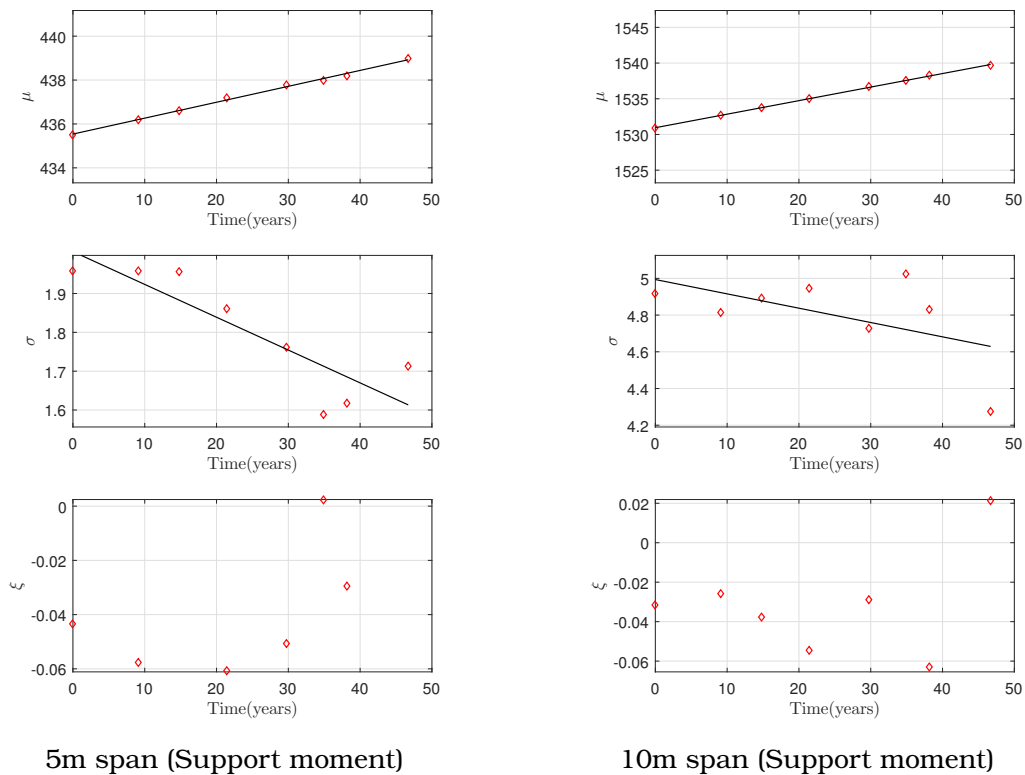 440
438
436
434
μ
0 10 20 30 40 50
Time(years)
1545
1540
1535
1530
1525
μ
0 10 20 30 40 50
Time(years)
1.9
1.8
1.7
1.6
σ
0 10 20 30 40 50
Time(years)
5
4.8
4.6
4.4
4.2
σ
0 10 20 30 40 50
Time(years)
0
-0.02
-0.04
-0.06
ξ
0 10 20 30 40 50
Time(years)
0.02
0
-0.02
-0.04
-0.06
ξ
0 10 20 30 40 50
Time(years)
5m span (Support moment)
10m span (Support moment)